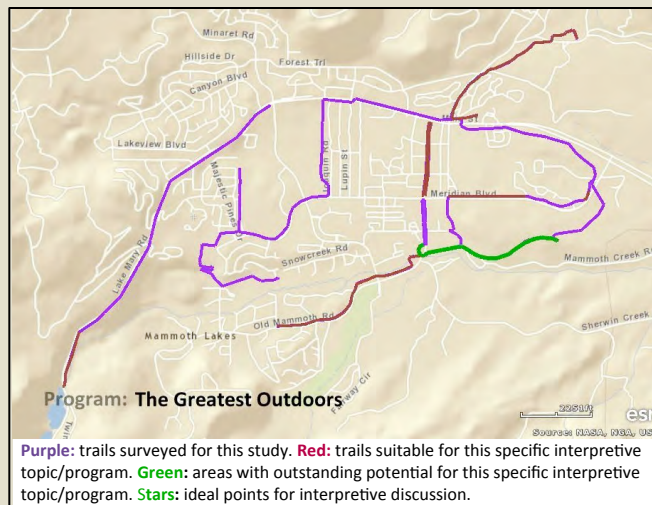 Minaret Rd
Hillside Dr
Forest Trl
Canyon Blvd
Lakeview Blvd
Majestic Pines Dr
Lupin St
Meridian Blvd
Lake Mary Rd
Snowcreek Rd
Mammoth Creek Rd
Old Mammoth Rd
Mammoth Lakes
Sherwin Creek
Fairway Cir
Program: The Greatest Outdoors
Twin
2251ft
esri
Source: NASA, NGA, US
Purple: trails surveyed for this study. Red: trails suitable for this specific interpretive
topic/program. Green: areas with outstanding potential for this specific interpretive
topic/program. Stars: ideal points for interpretive discussion.